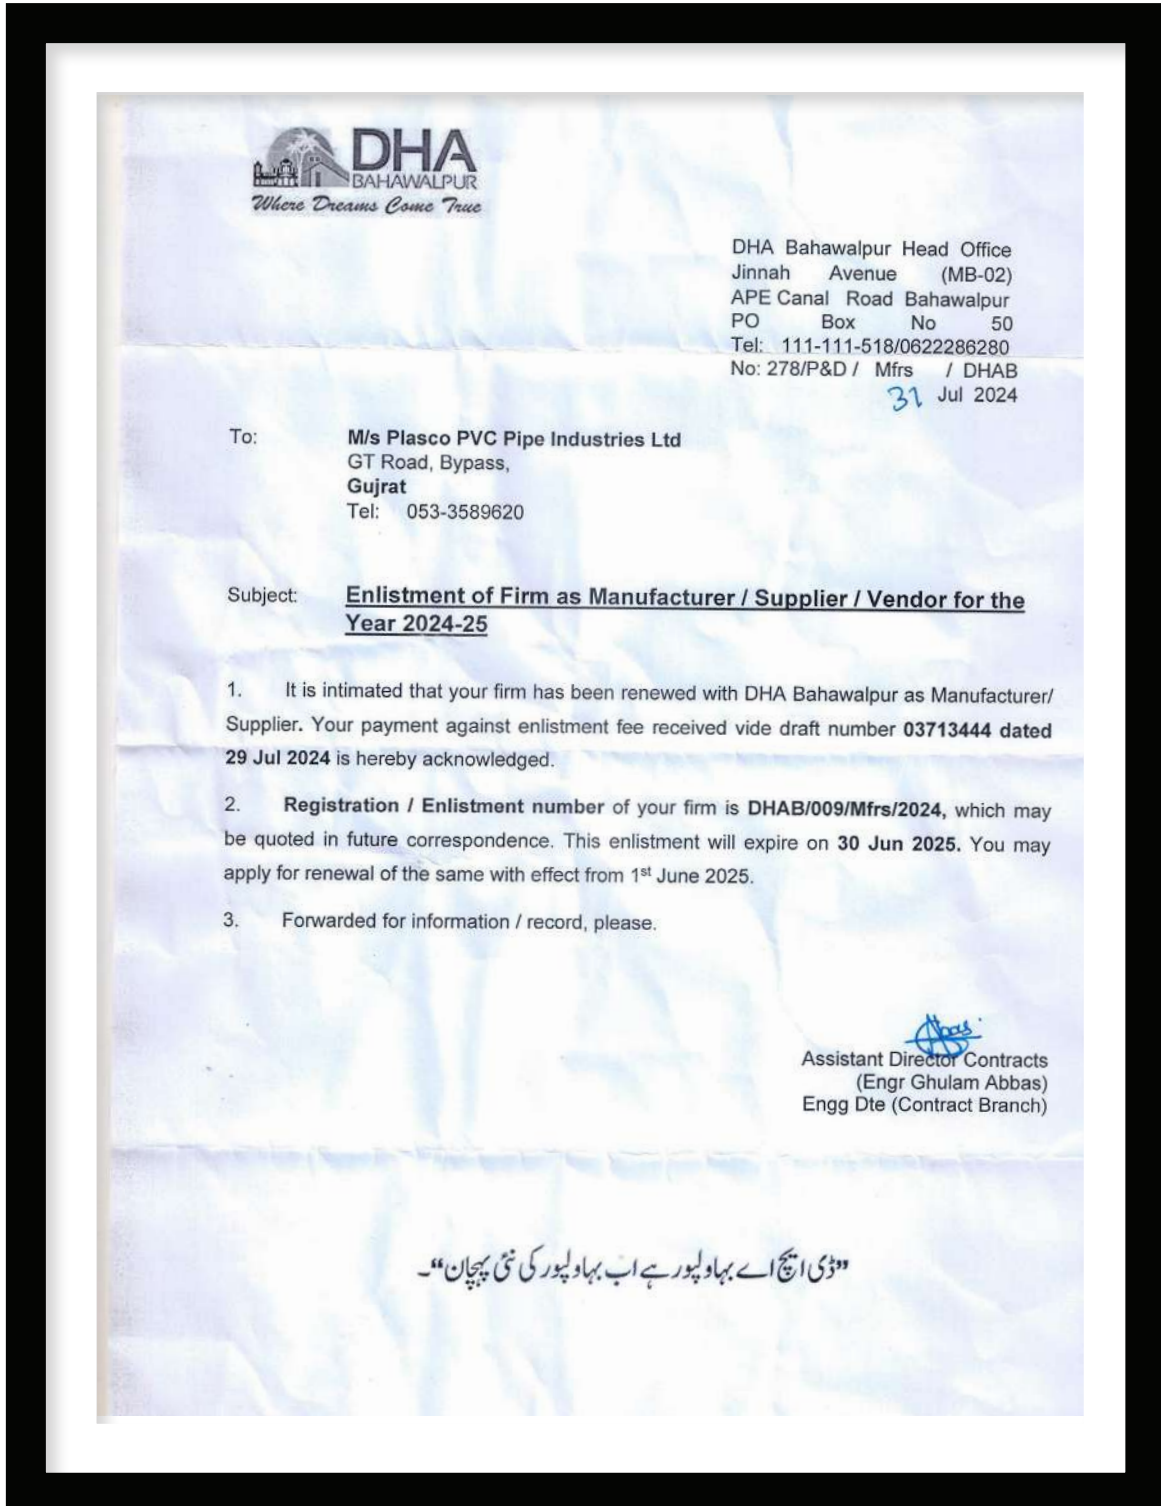 DHA
BAHAWALPUR
Where Dreams Come True
DHA Bahawalpur Head Office
Jinnah Avenue (MB-02)
APE Canal Road Bahawalpur
PO Box No 50
Tel: 111-111-518/0622286280
No: 278/P&D / Mfrs / DHAB
31 Jul 2024
To: M/s Plasco PVC Pipe Industries Ltd
GT Road, Bypass,
Gujrat
Tel: 053-3589620
Subject: Enlistment of Firm as Manufacturer / Supplier / Vendor for the
Year 2024-25
1. It is intimated that your firm has been renewed with DHA Bahawalpur as Manufacturer/
Supplier. Your payment against enlistment fee received vide draft number 03713444 dated
29 Jul 2024 is hereby acknowledged.
2. Registration / Enlistment number of your firm is DHAB/009/Mfrs/2024, which may
be quoted in future correspondence. This enlistment will expire on 30 Jun 2025. You may
apply for renewal of the same with effect from 1st June 2025.
3. Forwarded for information / record, please.
Abbas
Assistant Director Contracts
(Engr Ghulam Abbas)
Engg Dte (Contract Branch)
”ڈی ایچ اے بہاولپور ہے اب بہاولپور کی نئی پہچان“۔